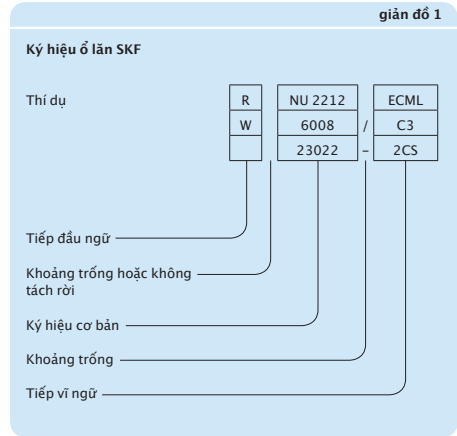 giản đồ 1
Ký hiệu ổ lăn SKF
Thí dụ
R NU 2212 ECML
W 6008 / C3
23022 – 2CS
Tiếp đầu ngữ
Khoảng trống hoặc không
tách rời
Ký hiệu cơ bản
Khoảng trống
Tiếp vĩ ngữ